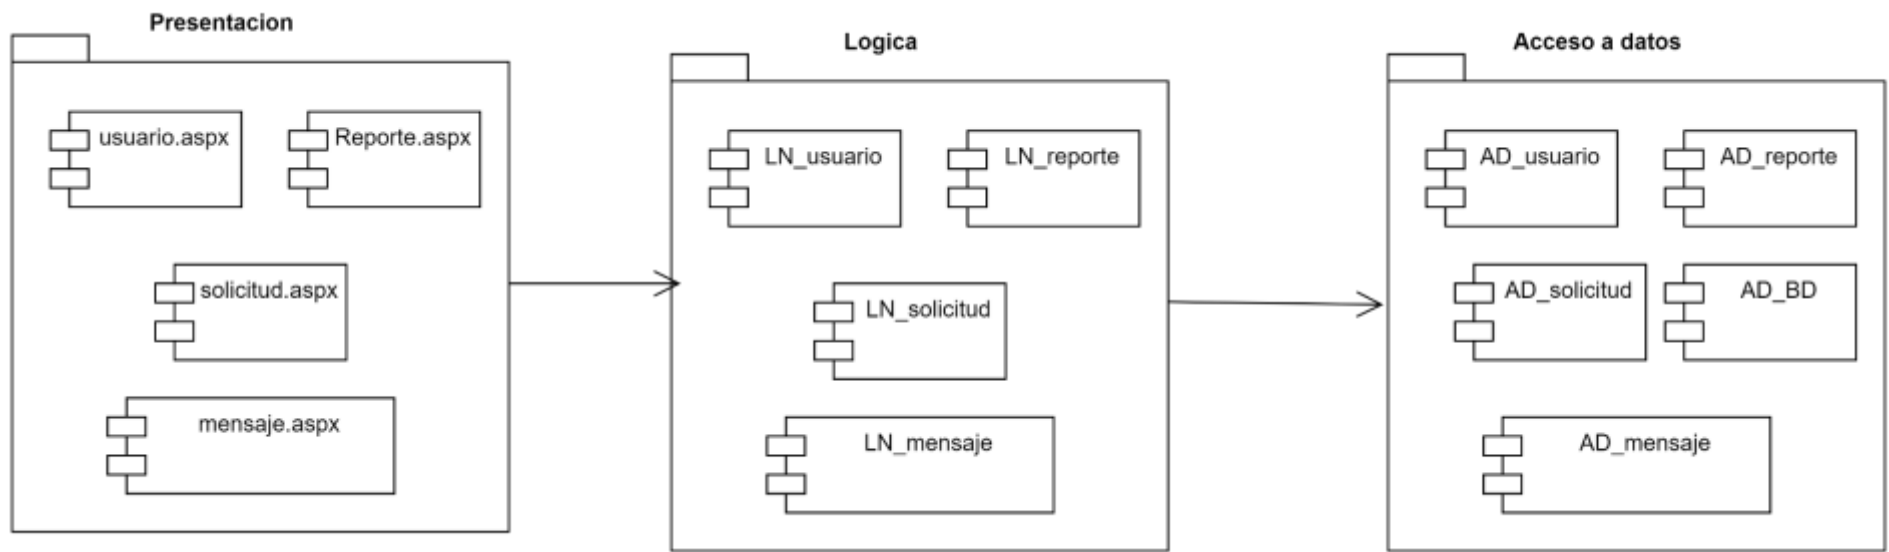 Presentacion
usuario.aspx
Reporte.aspx
solicitud.aspx
mensaje.aspx
Logica
LN_usuario
LN_reporte
LN_solicitud
LN_mensaje
Acceso a datos
AD_usuario
AD_reporte
AD_solicitud
AD_BD
AD_mensaje